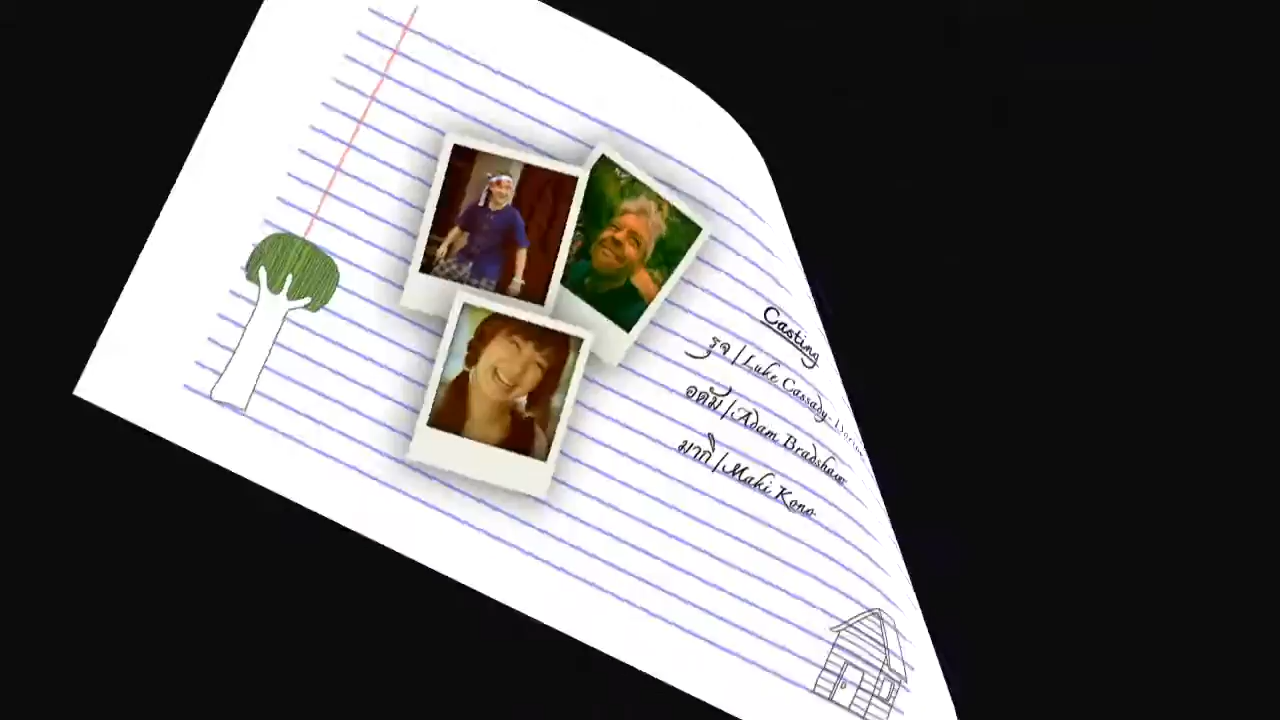 Casting
รุจ | Luke Cassady-
อดัม | Adam Bradshaw
มากี้ | Maki Kono